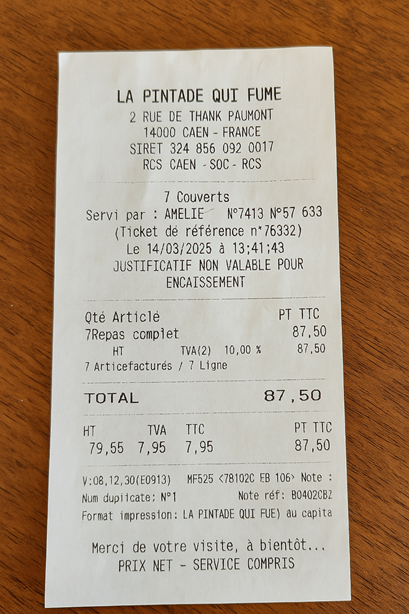 LA PINTADE QUI FUME
2 RUE DE THANK PAUMONT
14000 CAEN - FRANCE
SIRET 324 856 092 0017
RCS CAEN - SOC - RCS
7 Couverts
Servi par : AMELIE N°7413 N°57 633
(Ticket de référence n°76332)
Le 14/03/2025 à 13;41;43
JUSTIFICATIF NON VALABLE POUR
ENCAISSEMENT
Qté Article PT TTC
7Repas complet 87,50
HT TVA(2) 10,00 % 87,50
7 Articefacturés / 7 Ligne
TOTAL 87,50
HT TVA TTC PT TTC
79,55 7,95 7,95 87,50
V:08,12,30(E0913) MF525 <78102C EB 106> Note :
Num duplicate; N°1 Note réf: B0402CBZ
Format impression: LA PINTADE QUI FUE) au capita
Merci de votre visite, à bientôt...
PRIX NET - SERVICE COMPRIS